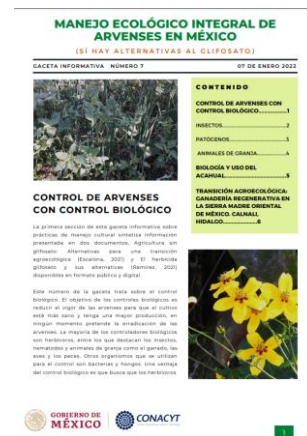 MANEJO ECOLÓGICO INTEGRAL DE
ARVENSES EN MÉXICO
(SÍ HAY ALTERNATIVAS AL GLIFOSATO)
GACETA INFORMATIVA NÚMERO 7
07 DE ENERO 2022
CONTENIDO
CONTROL DE ARVENSES CON
CONTROL BIOLÓGICO................1
INSECTOS.................................2
PATÓGENOS..............................3
ANIMALES DE GRANJA................4
BIOLOGÍA Y USO DEL
ACAHUAL..................................5
TRANSICIÓN AGROECOLÓGICA:
GANADERÍA REGENERATIVA EN
LA SIERRA MADRE ORIENTAL
DE MÉXICO. CALNALI,
HIDALGO...................................6
CONTROL DE ARVENSES
CON CONTROL BIOLÓGICO
La primera sección de esta gaceta informativa sobre
prácticas de manejo cultural sintetiza información
presentada en dos documentos, Agricultura sin
glifosato: Alternativas para una transición
agroecológica (Escalona, 2021) y El herbicida
glifosato y sus alternativas (Ramírez, 2021)
disponibles en formato público y digital.
Este número de la gaceta trata sobre el control
biológico. El objetivo de los controles biológicos es
reducir el vigor de las arvenses para que el cultivo
esté más sano y tenga una mayor producción, en
ningún momento pretende la erradicación de las
arvenses. La mayoría de los controladores biológicos
son herbívoros, entre los que destacan los insectos,
nemátodos y animales de granja como el ganado, las
aves y los peces. Otros organismos que se utilizan
para el control son bacterias y hongos. Una ventaja
del control biológico es que busca que los herbívoros
GOBIERNO DE
MÉXICO
CONACYT
1